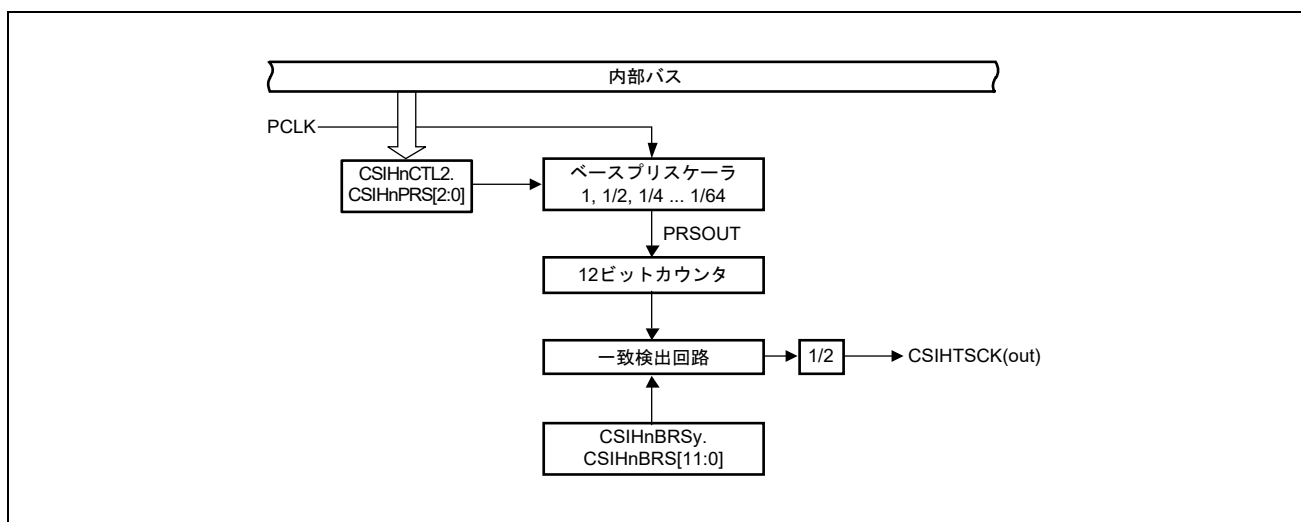 内部バス
PCLK
CSIHnCTL2.
CSIHnPRS[2:0]
ベースプリスケーラ
1, 1/2, 1/4 ... 1/64
PRSOUT
12ビットカウンタ
一致検出回路
1/2
CSIHTSCK(out)
CSIHnBRSy.
CSIHnBRS[11:0]